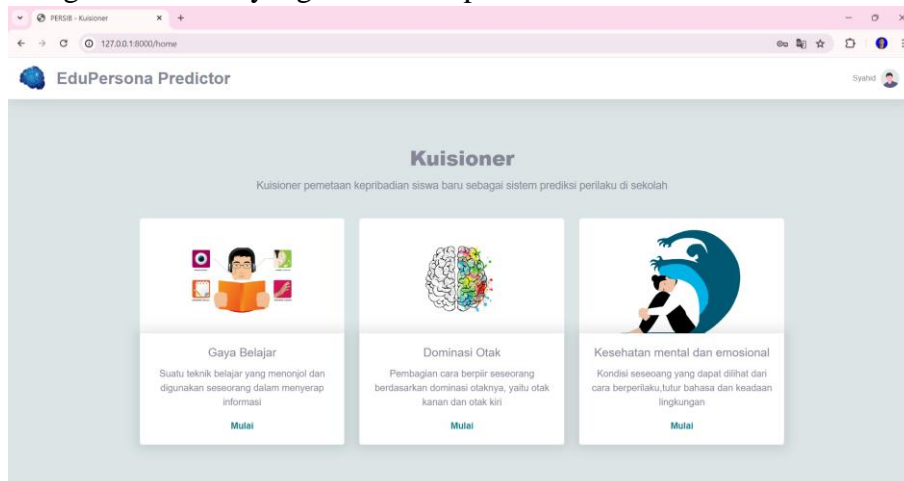 PERSIB - Kuisioner
127.0.0.1:8000/home
EduPersona Predictor
Syahid
Kuisioner
Kuisioner pemetaan kepribadian siswa baru sebagai sistem prediksi perilaku di sekolah
Gaya Belajar
Suatu teknik belajar yang menonjol dan
digunakan seseorang dalam menyerap
informasi
Mulai
Dominasi Otak
Pembagian cara berpiir seseorang
berdasarkan dominasi otaknya, yaitu otak
kanan dan otak kiri
Mulai
Kesehatan mental dan emosional
Kondisi seseoang yang dapat dilihat dari
cara berperilaku,tutur bahasa dan keadaan
lingkungan
Mulai